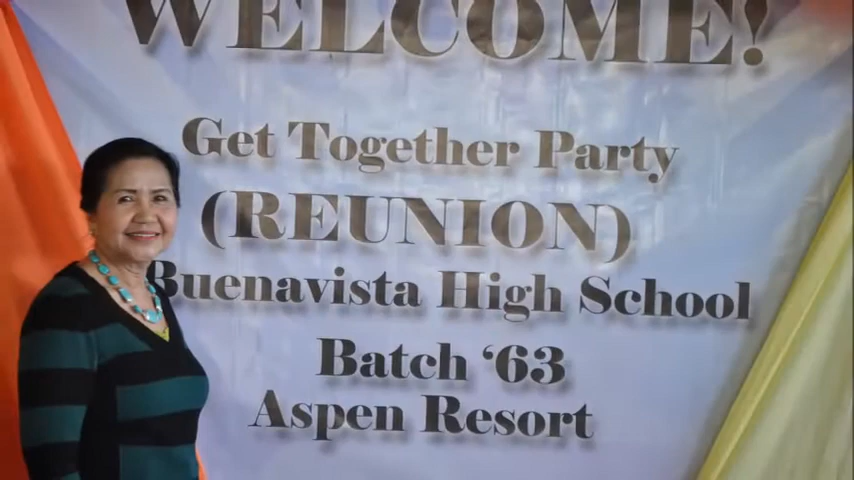 WELCOME!
Get Together Party
(REUNION)
Buenavista High School
Batch ‘63
Aspen Resort